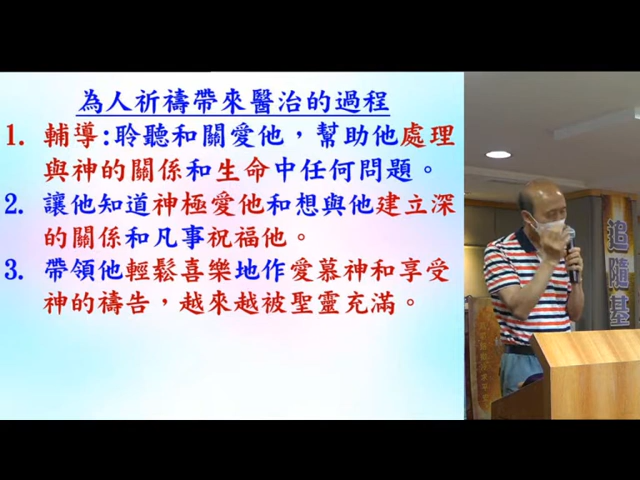 為人祈禱帶來醫治的過程
1. 輔導:聆聽和關愛他，幫助他處理
與神的關係和生命中任何問題。
2. 讓他知道神極愛他和想與他建立深
的關係和凡事祝福他。
3. 帶領他輕鬆喜樂地作愛慕神和享受
神的禱告，越來越被聖靈充滿。
追隨基